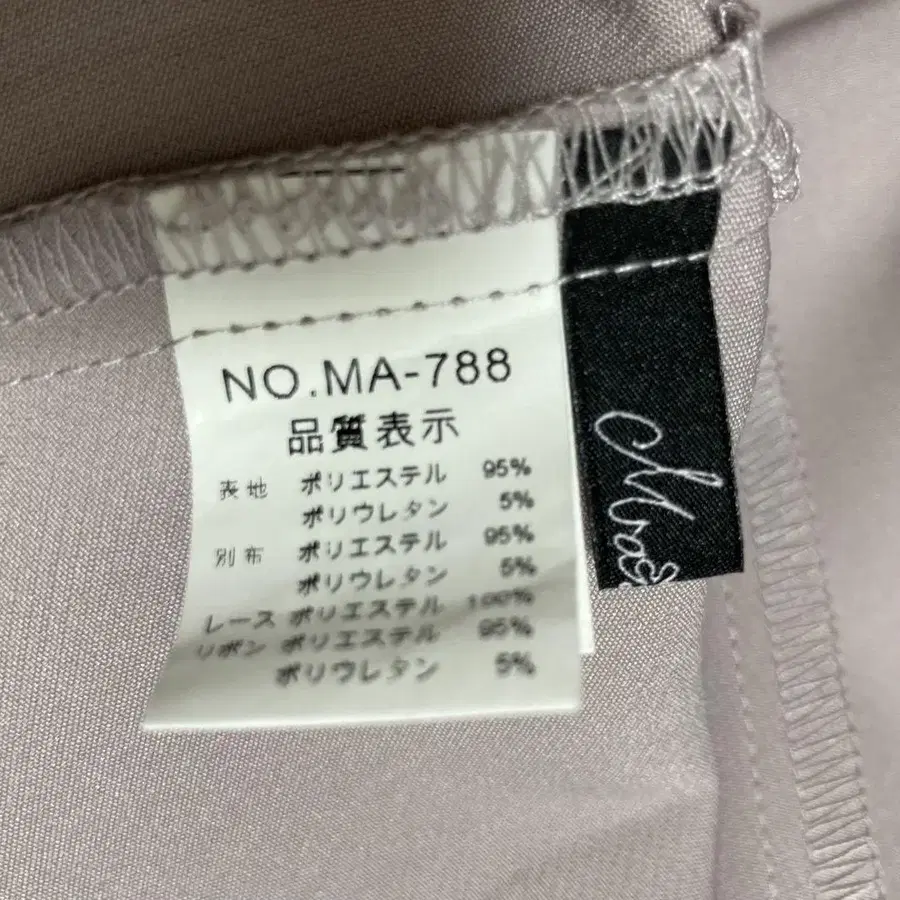 NO.MA-788
品質表示
表地 ポリエステル 95%
ポリウレタン 5%
別布 ポリエステル 95%
ポリウレタン 5%
レース ポリエステル 100%
リボン ポリエステル 95%
ポリウレタン 5%